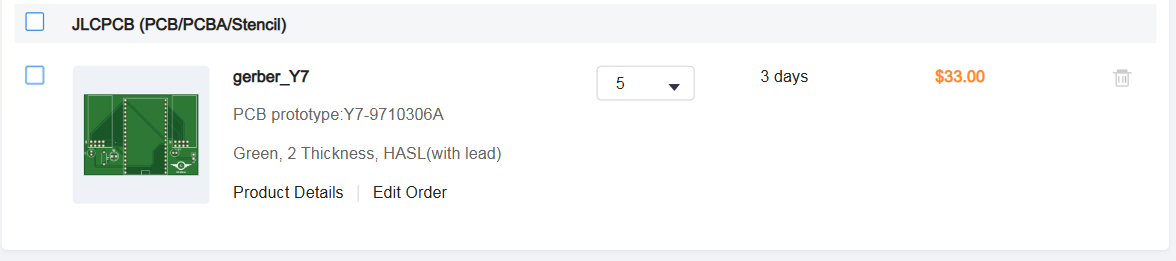 JLCPCB (PCB/PCBA/Stencil)
gerber_Y7
5
3 days
$33.00
PCB prototype:Y7-9710306A
Green, 2 Thickness, HASL(with lead)
Product Details
Edit Order